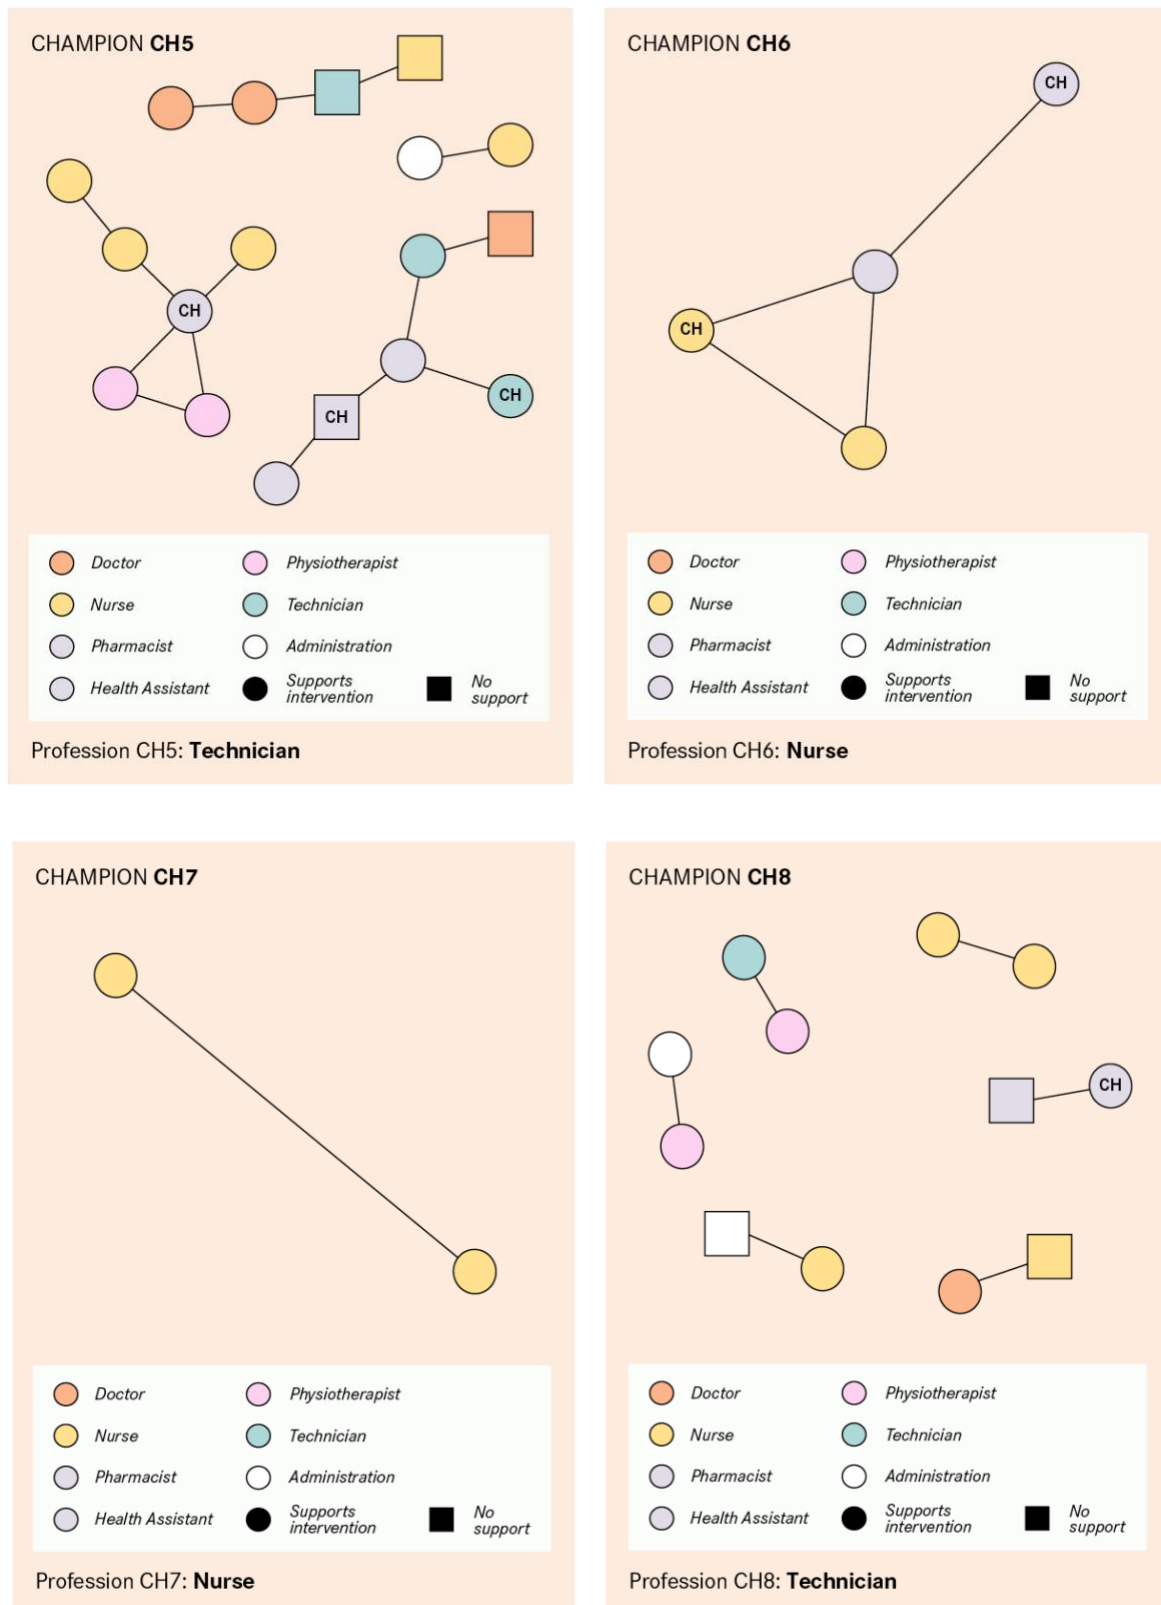 CHAMPION CH5
CH
CH
CH
Doctor
Physiotherapist
Nurse
Technician
Pharmacist
Administration
Health Assistant
Supports
intervention
No
support
Profession CH5: Technician
CHAMPION CH6
CH
CH
Doctor
Physiotherapist
Nurse
Technician
Pharmacist
Administration
Health Assistant
Supports
intervention
No
support
Profession CH6: Nurse
CHAMPION CH7
Doctor
Physiotherapist
Nurse
Technician
Pharmacist
Administration
Health Assistant
Supports
intervention
No
support
Profession CH7: Nurse
CHAMPION CH8
CH
Doctor
Physiotherapist
Nurse
Technician
Pharmacist
Administration
Health Assistant
Supports
intervention
No
support
Profession CH8: Technician